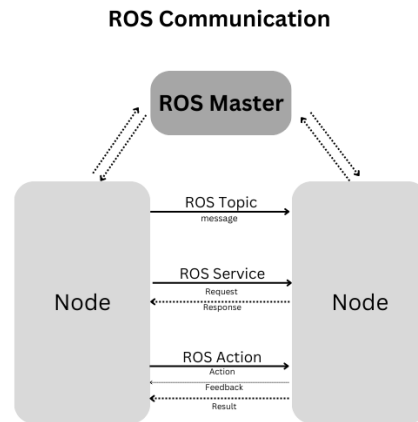 ROS Communication
ROS Master
ROS Topic
message
Node
ROS Service
Request
Response
Node
ROS Action
Action
Feedback
Result